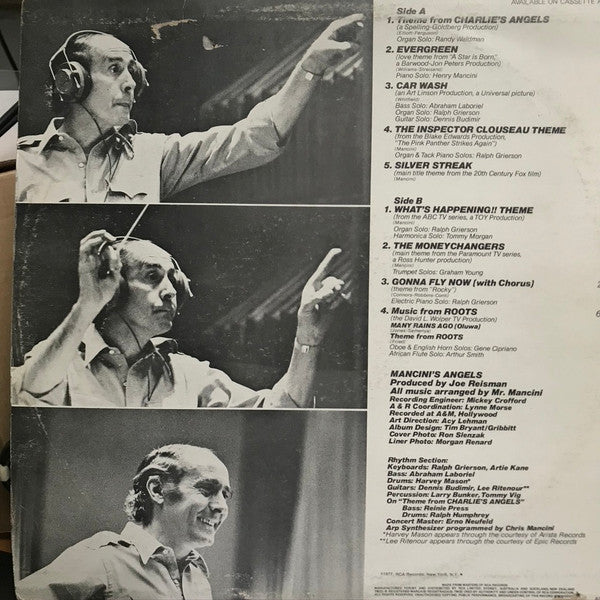 AVAILABLE ON CASSETTE
Side A
1. Theme from CHARLIE'S ANGELS
(a Spelling-Goldberg Production)
(Elliott-Ferguson)
Organ Solo: Randy Waldman
2. EVERGREEN
(love theme from "A Star is Born,"
a Barwood-Jon Peters Production)
(Williams-Streisand)
Piano Solo: Henry Mancini
3. CAR WASH
(an Art Linson Production, a Universal picture)
(Whitfield)
Bass Solo: Abraham Laboriel
Organ Solo: Ralph Grierson
Guitar Solo: Dennis Budimir
4. THE INSPECTOR CLOUSEAU THEME
(from the Blake Edwards Production,
"The Pink Panther Strikes Again")
(Mancini)
Organ & Tack Piano Solos: Ralph Grierson
5. SILVER STREAK
(main title theme from the 20th Century Fox film)
(Mancini)
Side B
1. WHAT'S HAPPENING!! THEME
(from the ABC TV series, a TOY Production)
(Mancini)
Organ Solo: Ralph Grierson
Harmonica Solo: Tommy Morgan
2. THE MONEYCHANGERS
(main theme from the Paramount TV series,
a Ross Hunter production)
(Mancini)
Trumpet Solos: Graham Young
3. GONNA FLY NOW (with Chorus)
(theme from "Rocky")
(Connors-Robbins-Conti)
Electric Piano Solo: Ralph Grierson
4. Music from ROOTS
(the David L. Wolper TV Production)
MANY RAINS AGO (Oluwa)
(Jones-Semenya)
Theme from ROOTS
(Fried)
Oboe & English Horn Solos: Gene Cipriano
African Flute Solo: Arthur Smith
MANCINI'S ANGELS
Produced by Joe Reisman
All music arranged by Mr. Mancini
Recording Engineer: Mickey Crofford
A & R Coordination: Lynne Morse
Recorded at A&M, Hollywood
Art Direction: Acy Lehman
Album Design: Tim Bryant/Gribbitt
Cover Photo: Ron Slenzak
Liner Photo: Morgan Renard
Rhythm Section:
Keyboards: Ralph Grierson, Artie Kane
Bass: Abraham Laboriel
Drums: Harvey Mason*
Guitars: Dennis Budimir, Lee Ritenour**
Percussion: Larry Bunker, Tommy Vig
On "Theme from CHARLIE'S ANGELS"
Bass: Reinie Press
Drums: Ralph Humphrey
Concert Master: Erno Neufeld
Arp Synthesizer programmed by Chris Mancini
*Harvey Mason appears through the courtesy of Arista Records
**Lee Ritenour appears through the courtesy of Epic Records
1977, RCA Records, New York, N.Y.